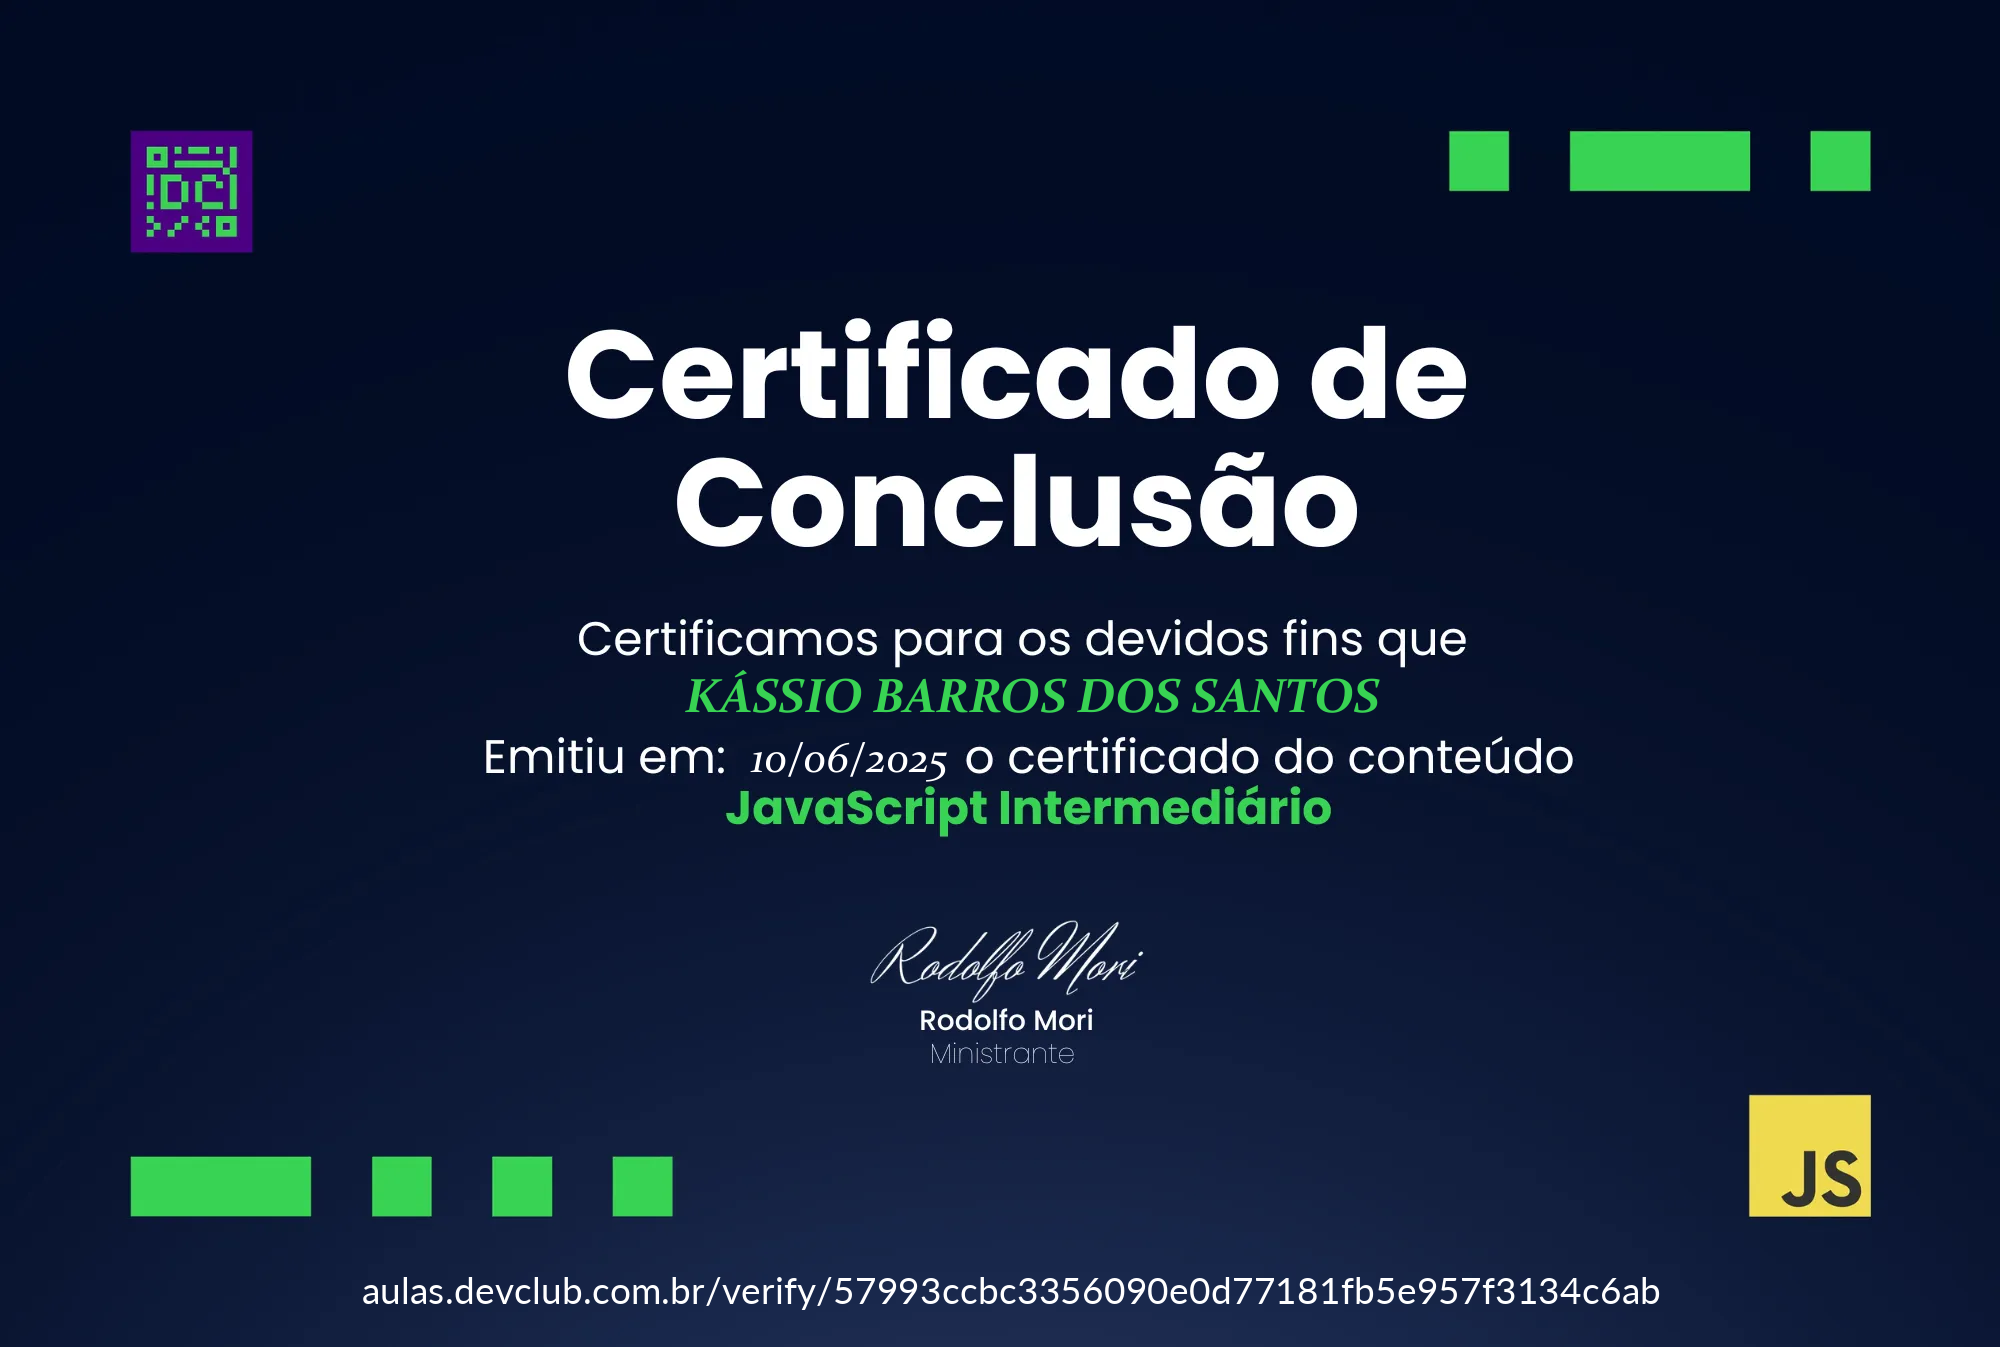 DC
Certificado de
Conclusão
Certificamos para os devidos fins que
KÁSSIO BARROS DOS SANTOS
Emitiu em: 10/06/2025 o certificado do conteúdo
JavaScript Intermediário
Rodolfo Mori
Rodolfo Mori
Ministrante
JS
aulas.devclub.com.br/verify/57993ccbc3356090e0d77181fb5e957f3134c6ab